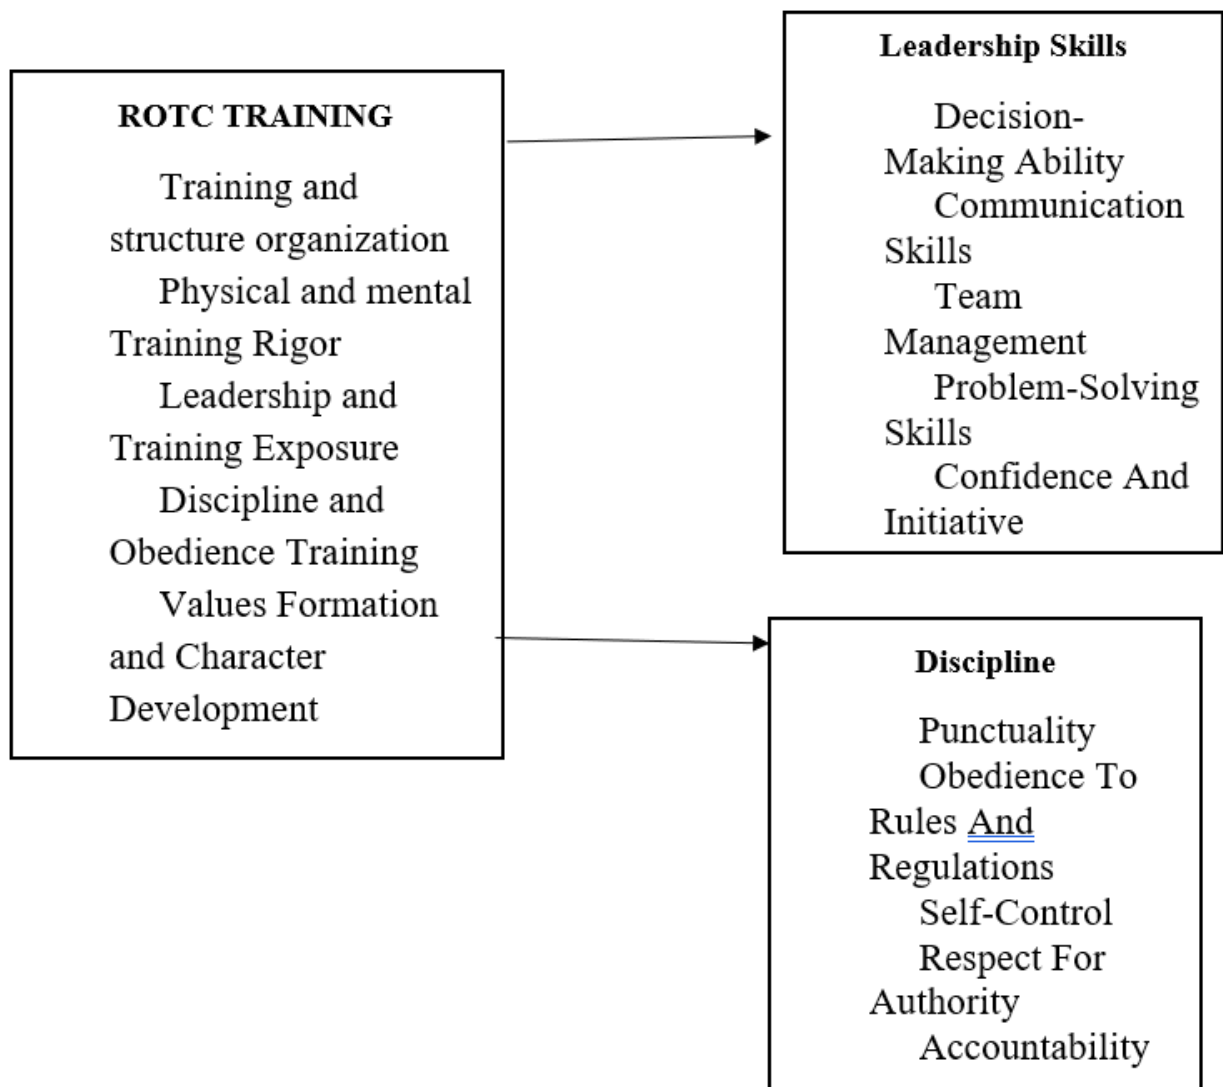 ROTC TRAINING
Training and
structure organization
Physical and mental
Training Rigor
Leadership and
Training Exposure
Discipline and
Obedience Training
Values Formation
and Character
Development
Leadership Skills
Decision-
Making Ability
Communication
Skills
Team
Management
Problem-Solving
Skills
Confidence And
Initiative
Discipline
Punctuality
Obedience To
Rules And
Regulations
Self-Control
Respect For
Authority
Accountability